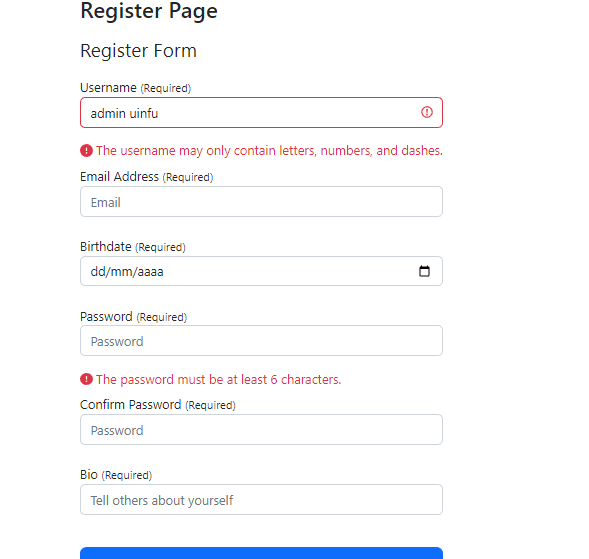 Register Page
Register Form
Username (Required)
admin uinfu
The username may only contain letters, numbers, and dashes.
Email Address (Required)
Email
Birthdate (Required)
dd/mm/aaaa
Password (Required)
Password
The password must be at least 6 characters.
Confirm Password (Required)
Password
Bio (Required)
Tell others about yourself